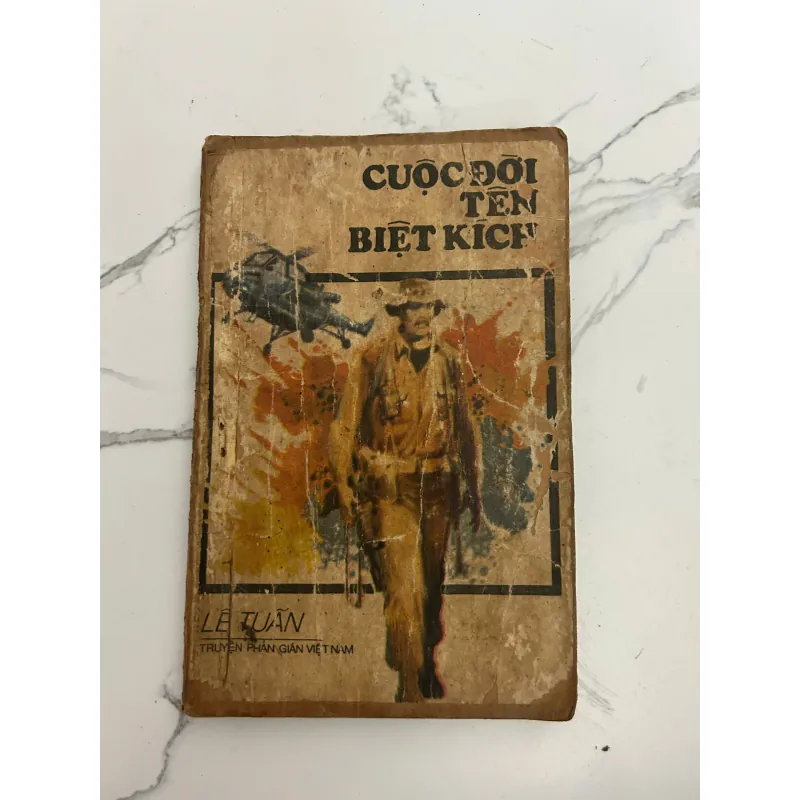 CUỘC ĐỜI
TÊN
BIỆT KÍCH
LÊ TUẤN
TRUYỆN PHẢN GIÁN VIỆT NAM